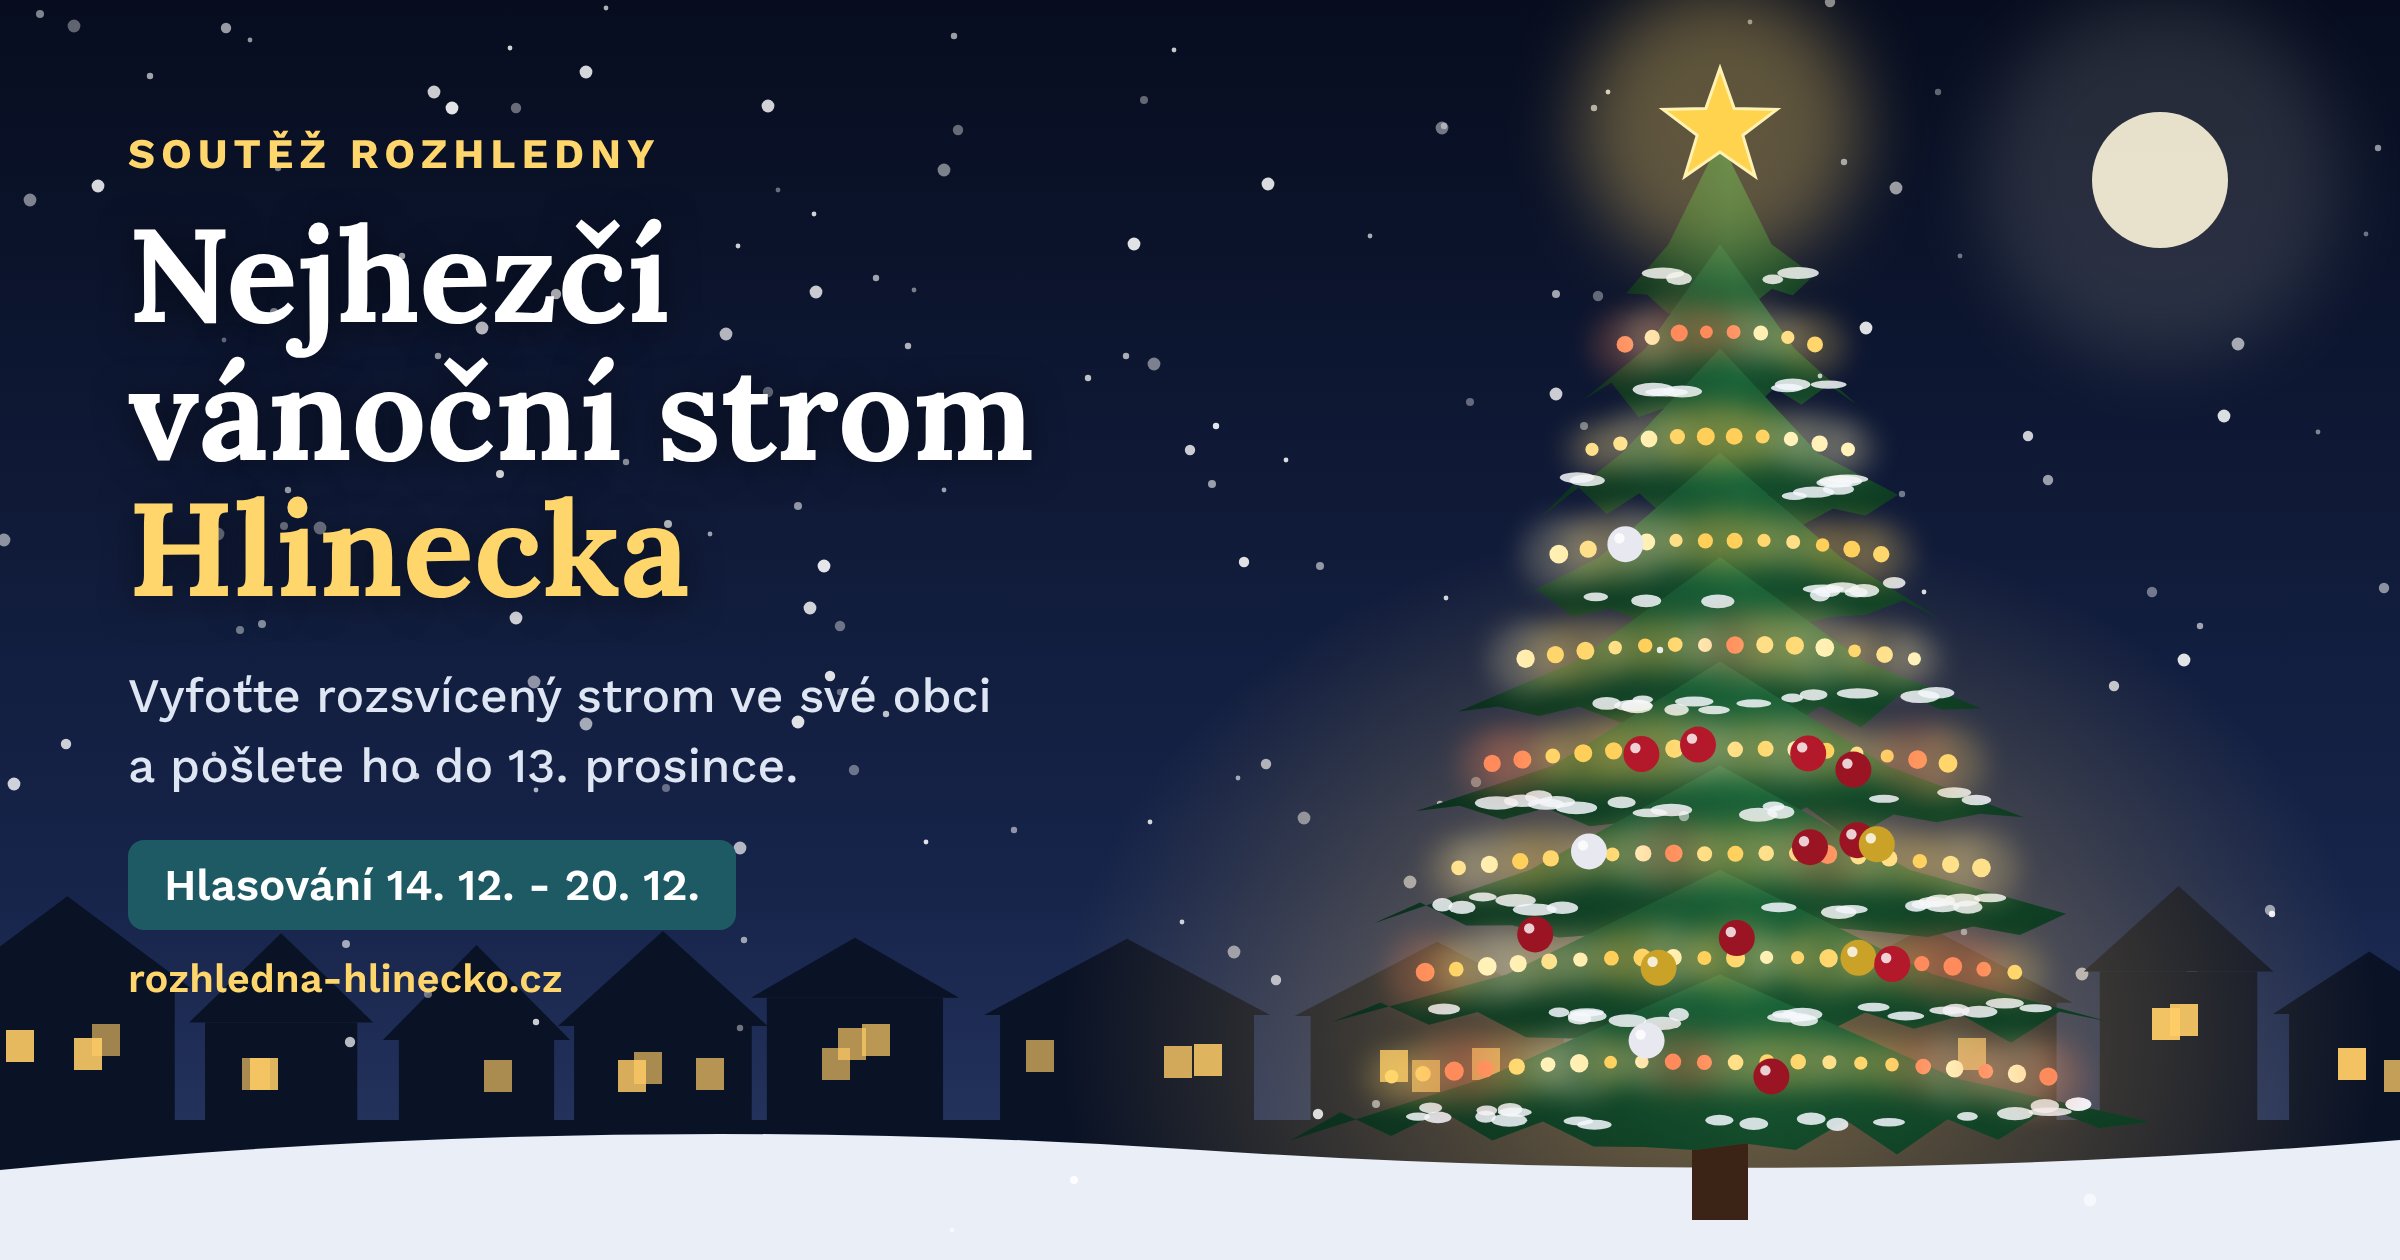 SOUTĚŽ ROZHLEDNY
Nejhezčí
vánoční strom
Hlinecka
Vyfoťte rozsvícený strom ve své obci
a pošlete ho do 13. prosince.
Hlasování 14. 12. - 20. 12.
rozhledna-hlinecko.cz